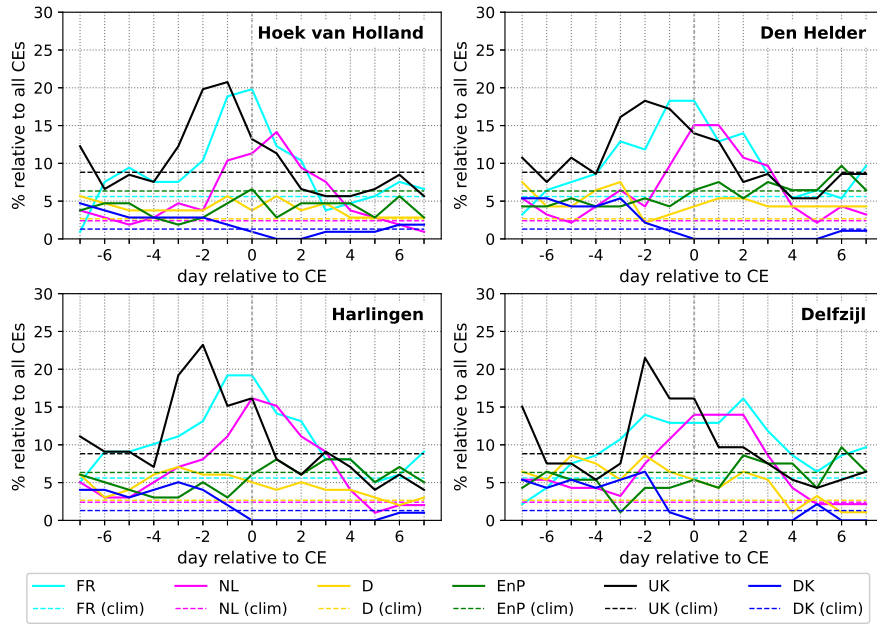 Hoek van Holland
30
25
20
15
10
5
0
% relative to all CEs
-6 -4 -2 0 2 4 6
day relative to CE
Den Helder
30
25
20
15
10
5
0
% relative to all CEs
-6 -4 -2 0 2 4 6
day relative to CE
Harlingen
30
25
20
15
10
5
0
% relative to all CEs
-6 -4 -2 0 2 4 6
day relative to CE
Delfzijl
30
25
20
15
10
5
0
% relative to all CEs
-6 -4 -2 0 2 4 6
day relative to CE
FR NL D EnP UK DK
FR (clim) NL (clim) D (clim) EnP (clim) UK (clim) DK (clim)